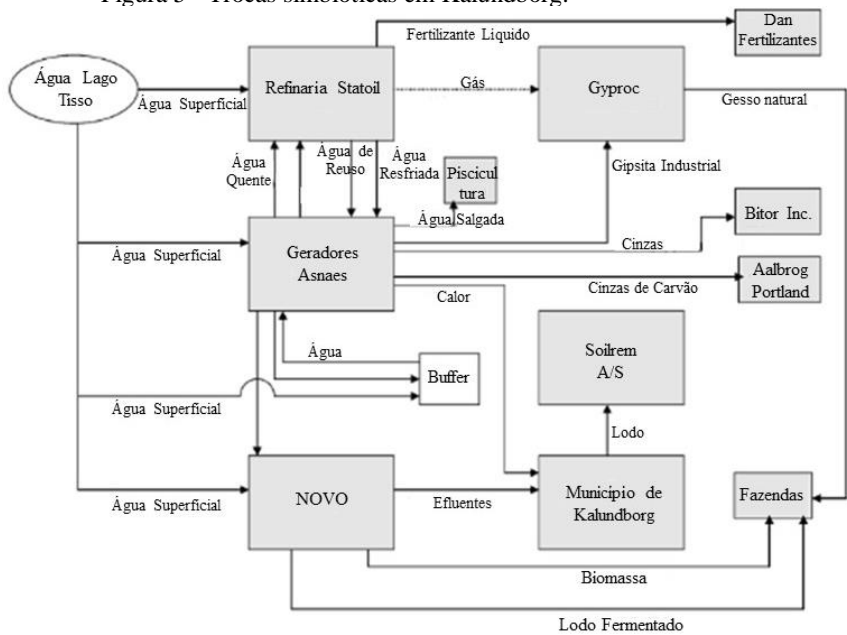 Figura 3 - Trocas simbióticas em Kalundborg.
Dan
Fertilizantes
Fertilizante Liquido
Água Lago
Tisso
Água Superficial
Refinaria Statoil
Gás
Gyproc
Gesso natural
Água
Quente
Água de
Reuso
Água
Resfriada
Piscicul
tura
Gipsita Industrial
Água Salgada
Bitor Inc.
Água Superficial
Geradores
Asnaes
Cinzas
Aalbrog
Portland
Calor
Cinzas de Carvão
Água
Buffer
Soilrem
A/S
Água Superficial
Lodo
Água Superficial
NOVO
Efluentes
Município de
Kalundborg
Fazendas
Biomassa
Lodo Fermentado